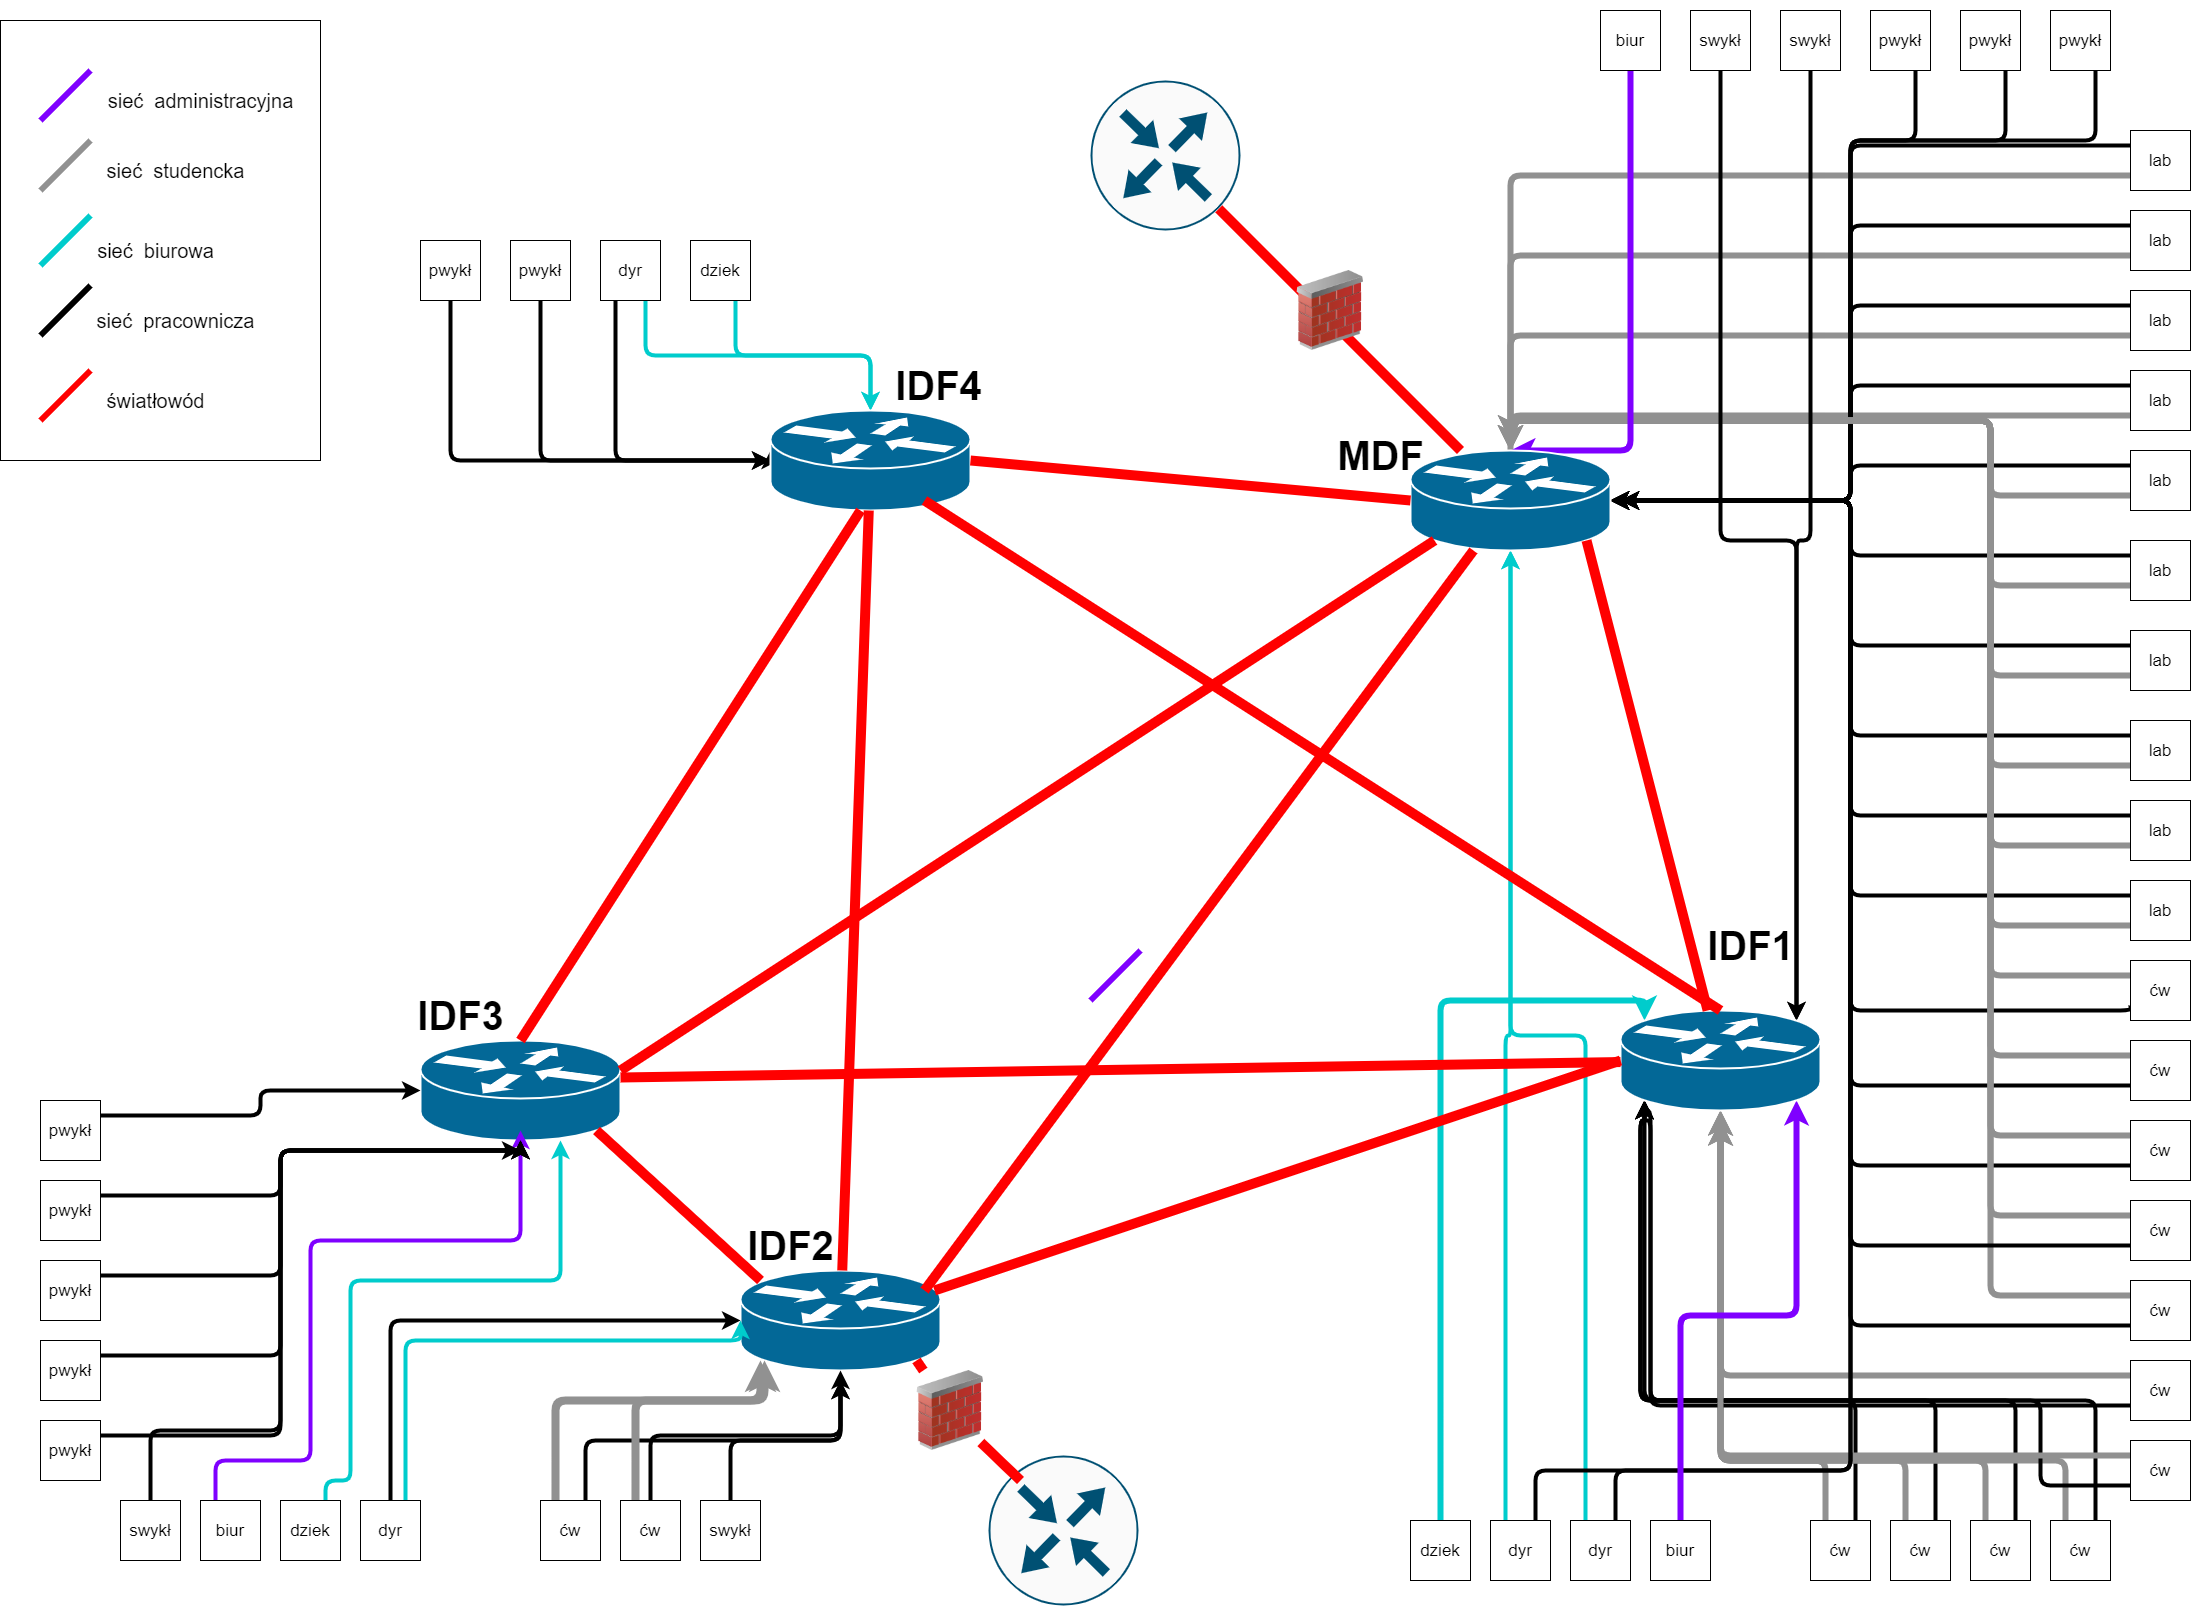 biur
swykł
swykł
pwykł
pwykł
pwykł
sieć administracyjna
sieć studencka
sieć biurowa
sieć pracownicza
światłowód
lab
lab
lab
lab
lab
lab
lab
lab
lab
lab
ćw
ćw
ćw
ćw
ćw
ćw
ćw
pwykł
pwykł
dyr
dziek
IDF4
MDF
IDF1
IDF3
IDF2
pwykł
pwykł
pwykł
pwykł
pwykł
swykł
biur
dziek
dyr
ćw
ćw
swykł
dziek
dyr
dyr
biur
ćw
ćw
ćw
ćw